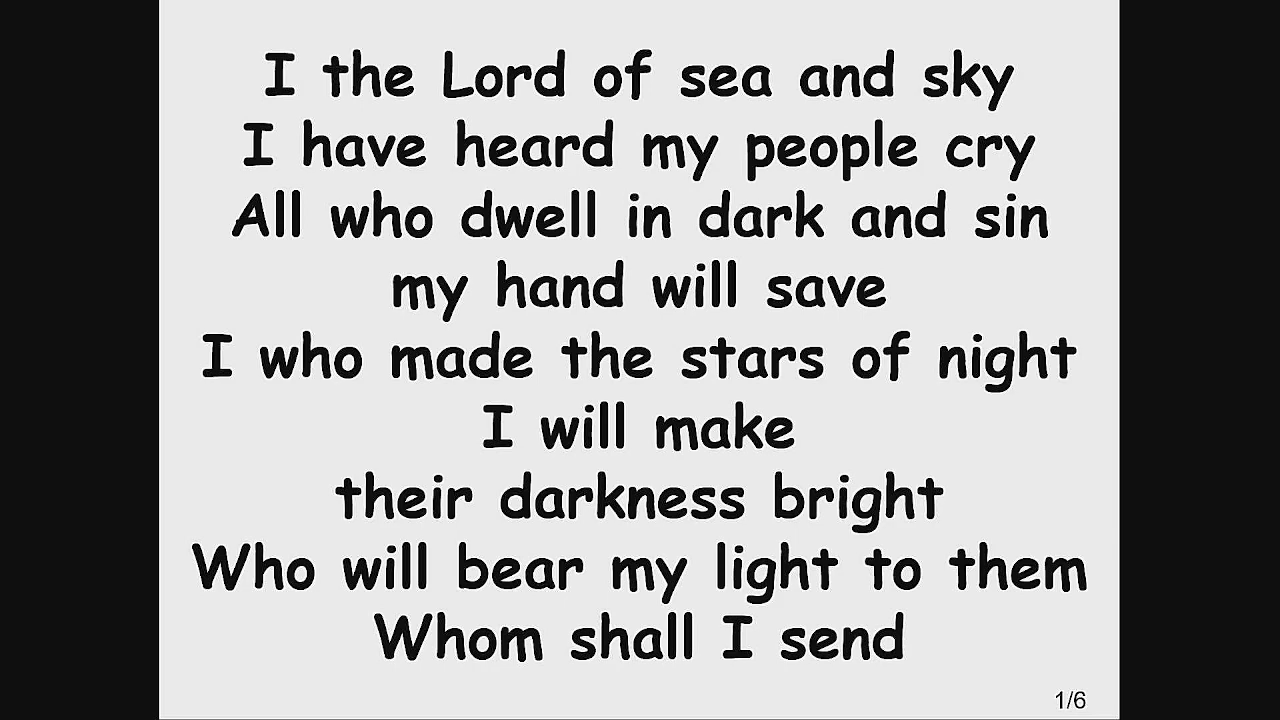 I the Lord of sea and sky
I have heard my people cry
All who dwell in dark and sin
my hand will save
I who made the stars of night
I will make
their darkness bright
Who will bear my light to them
Whom shall I send
1/6